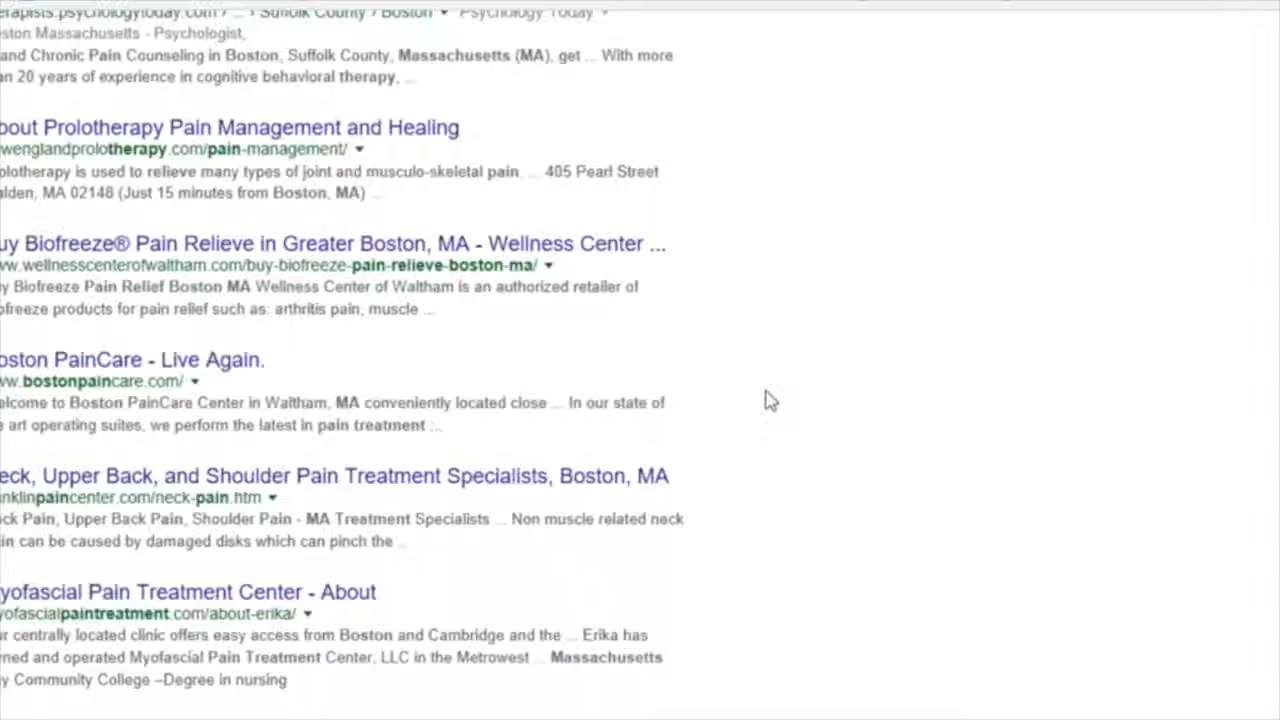 erapists.psychologytoday.com › ... › Suffolk County › Boston ▾ Psychology Today ▾
ston Massachusetts - Psychologist,
and Chronic Pain Counseling in Boston, Suffolk County, Massachusetts (MA), get ... With more
an 20 years of experience in cognitive behavioral therapy, ...
bout Prolotherapy Pain Management and Healing
wenglandprolotherapy.com/pain-management/ ▾
olotherapy is used to relieve many types of joint and musculo-skeletal pain. ... 405 Pearl Street
alden, MA 02148 (Just 15 minutes from Boston, MA) ...
uy Biofreeze® Pain Relieve in Greater Boston, MA - Wellness Center ...
ww.wellnesscenterofwaltham.com/buy-biofreeze-pain-relieve-boston-ma/ ▾
y Biofreeze Pain Relief Boston MA Wellness Center of Waltham is an authorized retailer of
ofreeze products for pain relief such as: arthritis pain, muscle ...
oston PainCare - Live Again.
ww.bostonpaincare.com/ ▾
elcome to Boston PainCare Center in Waltham, MA conveniently located close ... In our state of
e art operating suites, we perform the latest in pain treatment ...
eck, Upper Back, and Shoulder Pain Treatment Specialists, Boston, MA
nklinpaincenter.com/neck-pain.htm ▾
ck Pain, Upper Back Pain, Shoulder Pain - MA Treatment Specialists ... Non muscle related neck
in can be caused by damaged disks which can pinch the ...
yofascial Pain Treatment Center - About
yofascialpaintreatment.com/about-erika/ ▾
r centrally located clinic offers easy access from Boston and Cambridge and the ... Erika has
ned and operated Myofascial Pain Treatment Center, LLC in the Metrowest ... Massachusetts
y Community College –Degree in nursing